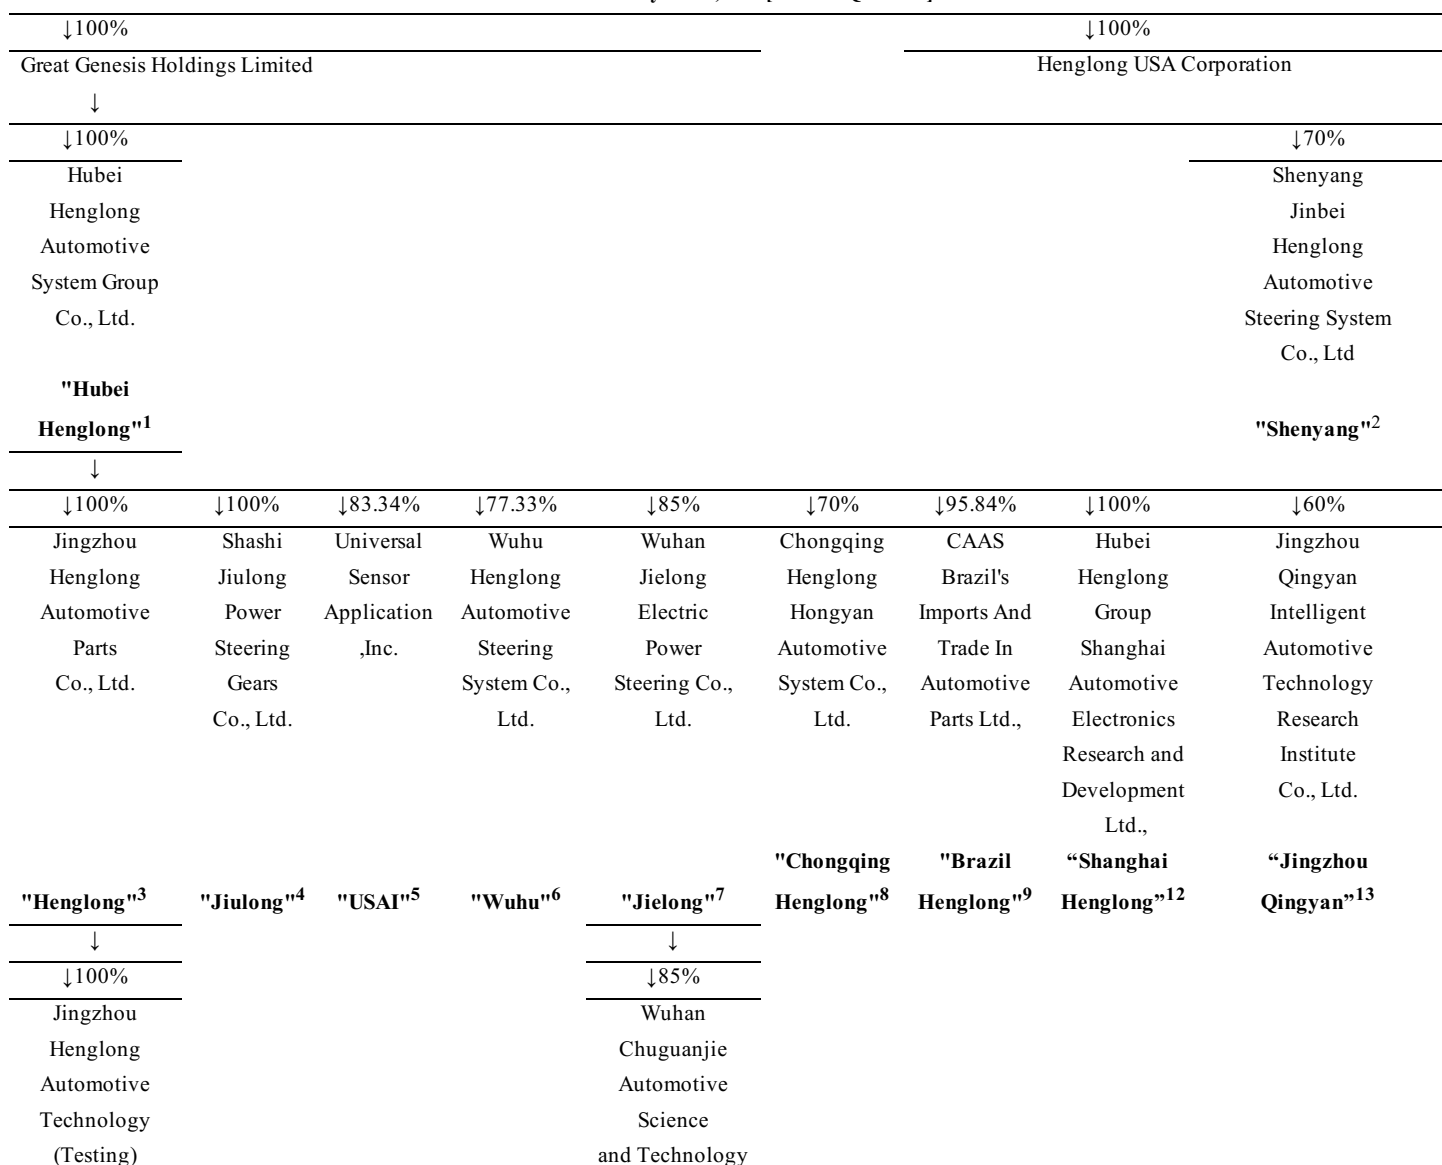 ↓100% ↓100%
Great Genesis Holdings Limited Henglong USA Corporation
↓
↓100% ↓70%
Hubei Shenyang
Henglong Jinbei
Automotive Henglong
System Group Automotive
Co., Ltd. Steering System
Co., Ltd
"Hubei
Henglong"1 "Shenyang"2
↓
↓100% ↓100% ↓83.34% ↓77.33% ↓85% ↓70% ↓95.84% ↓100% ↓60%
Jingzhou Shashi Universal Wuhu Wuhan Chongqing CAAS Hubei Jingzhou
Henglong Jiulong Sensor Henglong Jielong Henglong Brazil's Henglong Qingyan
Automotive Power Application Automotive Electric Hongyan Imports And Group Intelligent
Parts Steering ,Inc. Steering Power Automotive Trade In Shanghai Automotive
Co., Ltd. Gears System Co., Steering Co., System Co., Automotive Automotive Technology
Co., Ltd. Ltd. Ltd. Ltd. Parts Ltd., Electronics Research
Research and Institute
Development Co., Ltd.
Ltd.,
"Chongqing "Brazil “Shanghai “Jingzhou
"Henglong"3 "Jiulong"4 "USAI"5 "Wuhu"6 "Jielong"7 Henglong"8 Henglong"9 Henglong”12 Qingyan”13
↓ ↓
↓100% ↓85%
Jingzhou Wuhan
Henglong Chuguanjie
Automotive Automotive
Technology Science
(Testing) and Technology